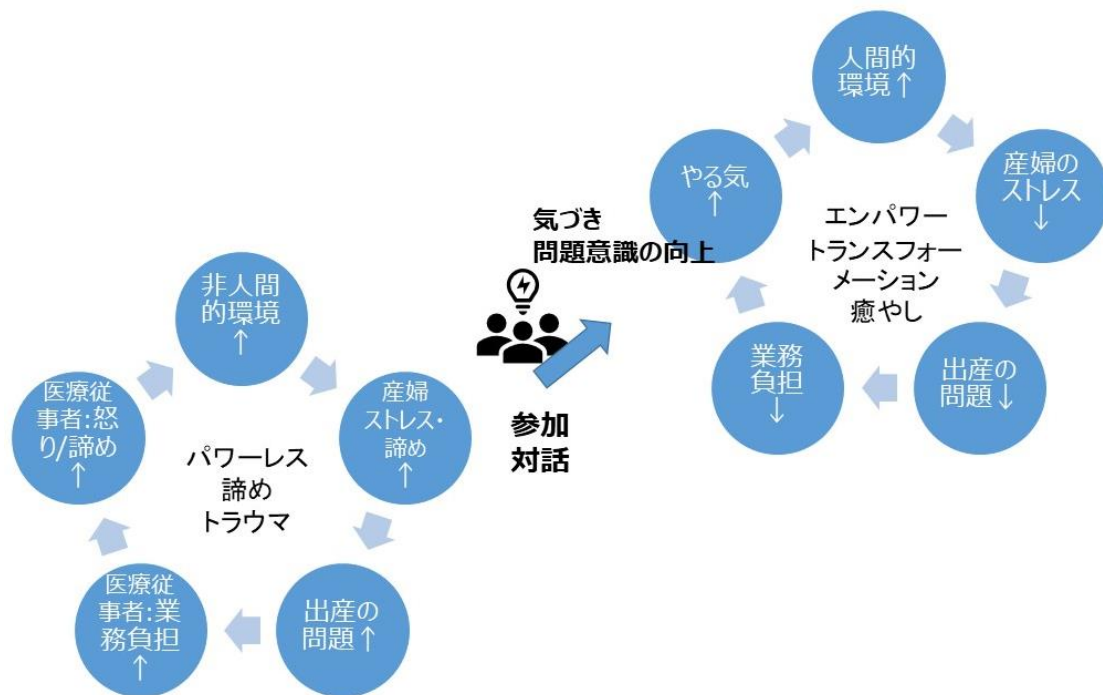 非人間
的環境
↑
産婦
ストレス・
諦め
↑
出産の
問題↑
医療従
事者:業
務負担
↑
医療従
事者:怒
り/諦め
↑
パワーレス
諦め
トラウマ
気づき
問題意識の向上
参加
対話
人間的
環境↑
産婦の
ストレス
↓
出産の
問題↓
業務
負担
↓
やる気
↑
エンパワー
トランスフォー
メーション
癒やし